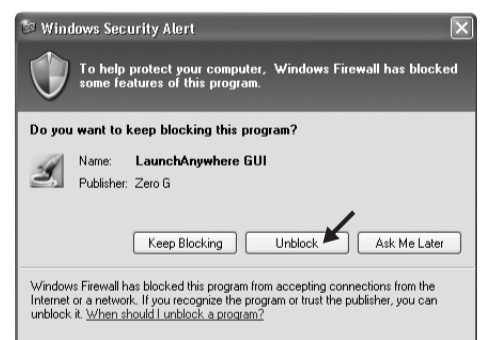 Windows Security Alert
To help protect your computer, Windows Firewall has blocked
some features of this program.
Do you want to keep blocking this program?
Name: LaunchAnywhere GUI
Publisher: Zero G
Keep Blocking Unblock Ask Me Later
Windows Firewall has blocked this program from accepting connections from the
Internet or a network. If you recognize the program or trust the publisher, you can
unblock it. When should I unblock a program?